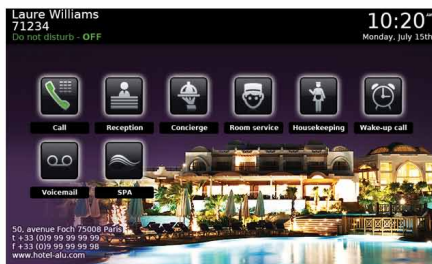 Laure Williams
71234
Do not disturb - OFF
10:20 AM
Monday, July 15th
Call
Reception
Concierge
Room service
Housekeeping
Wake-up call
Voicemail
SPA
50, avenue Foch 75008 Paris
t +33 (0)9 99 99 99 99
f +33 (0)9 99 99 99 98
www.hotel-alu.com